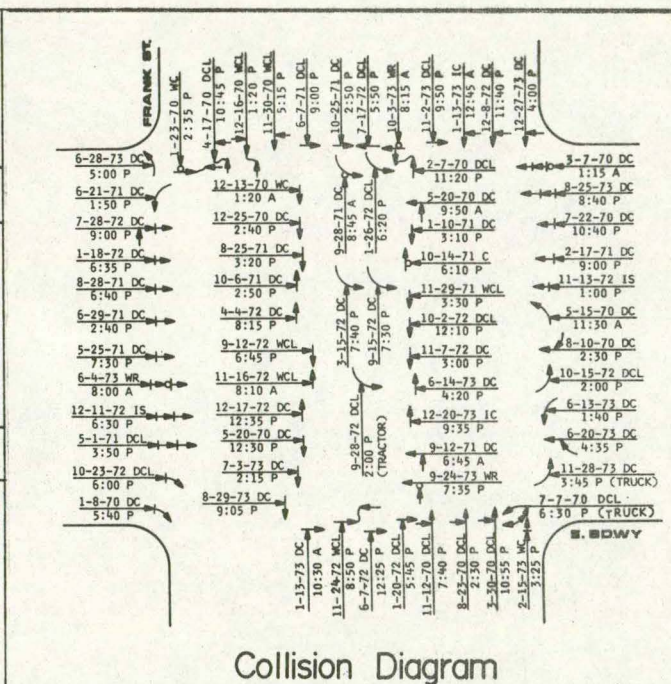 FRANK ST.
1-23-70 WC
2:35 P
4-17-70 DCL
10:45 P
12-16-70 WCL
1:20 P
11-30-70 WCL
5:15 P
6-7-71 DCL
9:00 P
10-25-71 DC
2:50 P
7-17-72 DCL
5:50 P
10-3-73 WR
8:15 A
11-2-73 DCL
9:50 P
1-13-73 IC
12:45 A
12-8-72 DC
11:40 P
12-27-73 DC
4:00 P
6-28-73 DC
5:00 P
6-21-71 DC
1:50 P
7-28-72 DC
9:00 P
1-18-72 DC
6:35 P
8-28-71 DC
6:40 P
6-29-71 DC
2:40 P
5-25-71 DC
7:30 P
6-4-73 WR
8:00 A
12-11-72 IS
6:30 P
5-1-71 DCL
3:50 P
10-23-72 DCL
6:00 P
1-8-70 DC
5:40 P
12-13-70 WC
1:20 A
12-25-70 DC
2:40 P
8-25-71 DC
3:20 P
10-6-71 DC
2:50 P
4-4-72 DC
8:15 P
9-12-72 WCL
6:45 P
11-16-72 WCL
8:10 A
12-17-72 DC
12:35 P
5-20-70 DC
12:30 P
7-3-73 DC
2:15 P
8-29-73 DC
9:05 P
9-28-71 DC
8:45 A
1-26-72 DCL
6:20 P
3-15-72 DC
7:40 P
9-15-72 DC
7:30 P
9-28-72 DCL
2:00 P
(TRACTOR)
2-7-70 DCL
11:20 P
5-20-70 DC
9:50 A
1-10-71 DC
3:10 P
10-14-71 C
6:10 P
11-29-71 WCL
3:30 P
10-2-72 DCL
12:10 P
11-7-72 DC
3:00 P
6-14-73 DC
4:20 P
12-20-73 IC
9:35 P
9-12-71 DC
6:45 A
9-24-73 WR
7:35 P
3-7-70 DC
1:15 A
8-25-73 DC
8:40 P
7-22-70 DC
10:40 P
2-17-71 DC
9:00 P
11-13-72 IS
1:00 P
5-15-70 DC
11:30 A
8-10-70 DC
2:30 P
10-15-72 DCL
2:00 P
6-13-73 DC
1:40 P
6-20-73 DC
4:35 P
11-28-73 DC
3:45 P (TRUCK)
7-7-70 DCL
6:30 P (TRUCK)
S. BDWY
1-13-73 DC
10:30 A
11-24-72 WCL
8:50 P
6-7-72 DC
12:25 P
1-20-72 DCL
5:45 P
11-12-70 DCL
7:40 P
8-23-70 DCL
2:30 P
3-30-70 DCL
10:55 P
2-15-73 WC
3:25 P
Collision Diagram